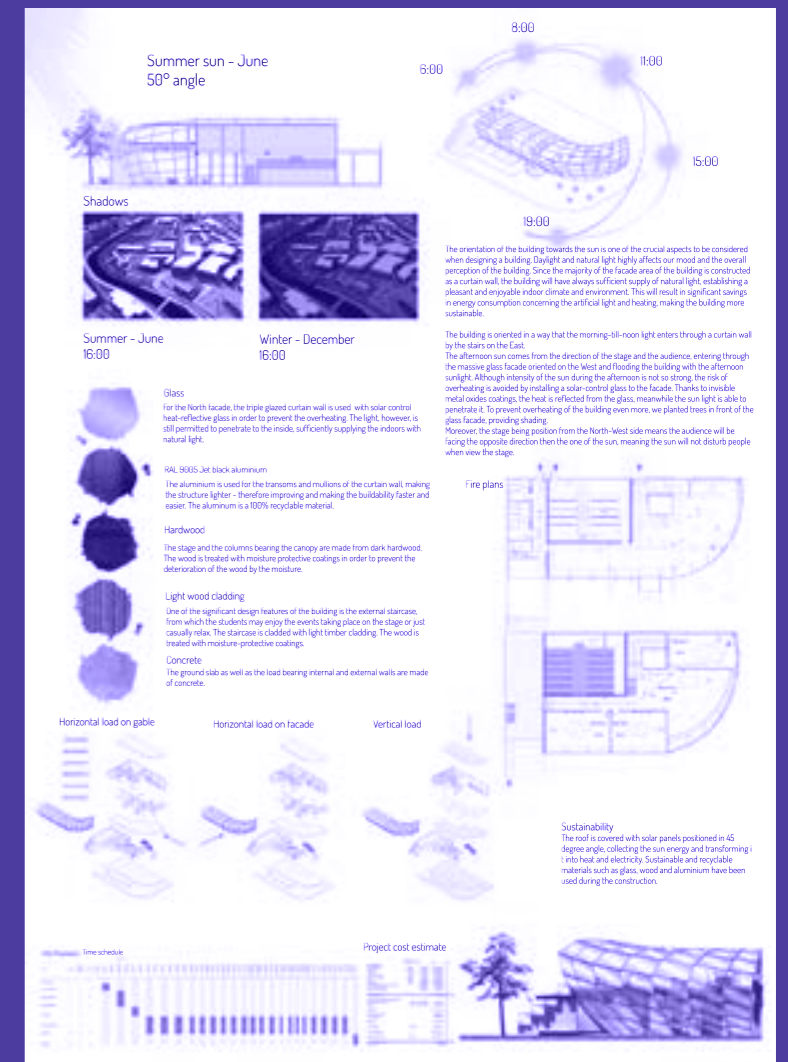 Summer sun - June
50° angle
8:00
6:00
11:00
15:00
19:00
Shadows
Summer - June
16:00
Winter - December
16:00
The orientation of the building towards the sun is one of the crucial aspects to be considered
when designing a building. Daylight and natural light highly affects our mood and the overall
perception of the building. Since the majority of the facade area of the building is constructed
as a curtain wall, the building will have always sufficient supply of natural light, establishing a
pleasant and enjoyable indoor climate and environment. This will result in significant savings
in energy consumption concerning the artificial light and heating, making the building more
sustainable.
The building is oriented in a way that the morning-till-noon light enters through a curtain wall
by the stairs on the East.
The afternoon sun comes from the direction of the stage and the audience, entering through
the massive glass facade oriented on the West and flooding the building with the afternoon
sunlight. Although intensity of the sun during the afternoon is not so strong, the risk of
overheating is avoided by installing a solar-control glass to the facade. Thanks to invisible
metal oxides coatings, the heat is reflected from the glass, meanwhile the sun light is able to
penetrate it. To prevent overheating of the building even more, we planted trees in front of the
glass facade, providing shading.
Moreover, the stage being position from the North-West side means the audience will be
facing the opposite direction then the one of the sun, meaning the sun will not disturb people
when view the stage.
Glass
For the North facade, the triple glazed curtain wall is used with solar control
heat-reflective glass in order to prevent the overheating. The light, however, is
still permitted to penetrate to the inside, sufficiently supplying the indoors with
natural light.
RAL 9005 Jet black aluminium
The aluminium is used for the transoms and mullions of the curtain wall, making
the structure lighter - therefore improving and making the buildability faster and
easier. The aluminum is a 100% recyclable material.
Hardwood
The stage and the columns bearing the canopy are made from dark hardwood.
The wood is treated with moisture protective coatings in order to prevent the
deterioration of the wood by the moisture.
Light wood cladding
One of the significant design features of the building is the external staircase,
from which the students may enjoy the events taking place on the stage or just
casually relax. The staircase is cladded with light timber cladding. The wood is
treated with moisture-protective coatings.
Concrete
The ground slab as well as the load bearing internal and external walls are made
of concrete.
Fire plans
Horizontal load on gable
Horizontal load on facade
Vertical load
Sustainability
The roof is covered with solar panels positioned in 45
degree angle, collecting the sun energy and transforming i
t into heat and electricity. Sustainable and recyclable
materials such as glass, wood and aluminium have been
used during the construction.
Time schedule
Project cost estimate